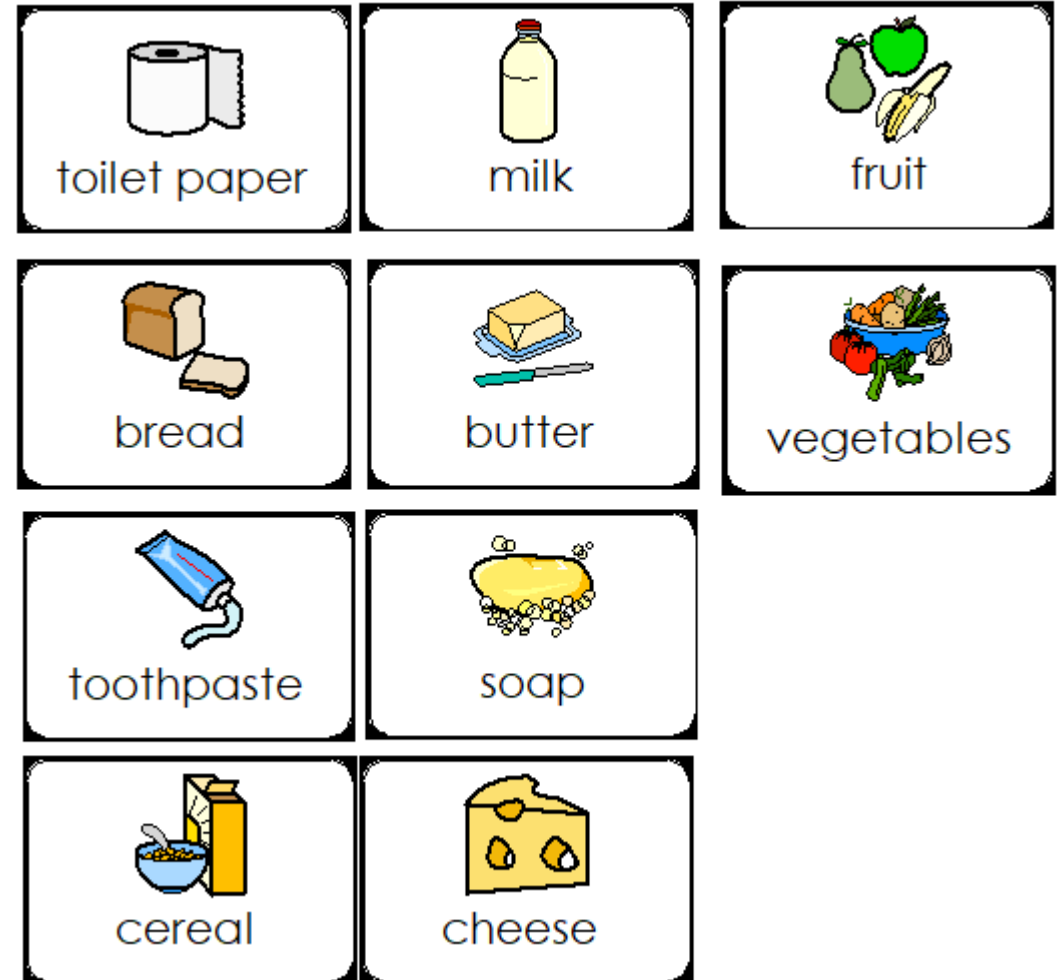 toilet paper
milk
fruit
bread
butter
vegetables
toothpaste
soap
cereal
cheese